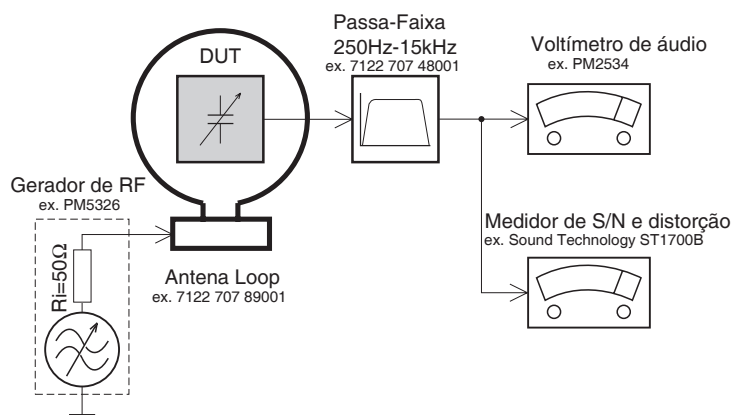 Passa-Faixa
250Hz-15kHz
ex. 7122 707 48001
DUT
Voltímetro de áudio
ex. PM2534
Gerador de RF
ex. PM5326
Ri=50Ω
Antena Loop
ex. 7122 707 89001
Medidor de S/N e distorção
ex. Sound Technology ST1700B